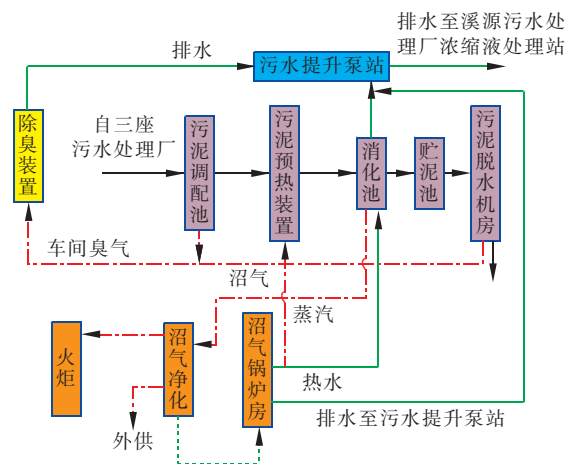 排水至溪源污水处
理厂浓缩液处理站
排水
污水提升泵站
除臭装置
自三座
污水处理厂
污泥调配池
污泥预热装置
消化池
贮泥池
污泥脱水机房
车间臭气
沼气
蒸汽
火炬
沼气净化
沼气锅炉房
热水
排水至污水提升泵站
外供